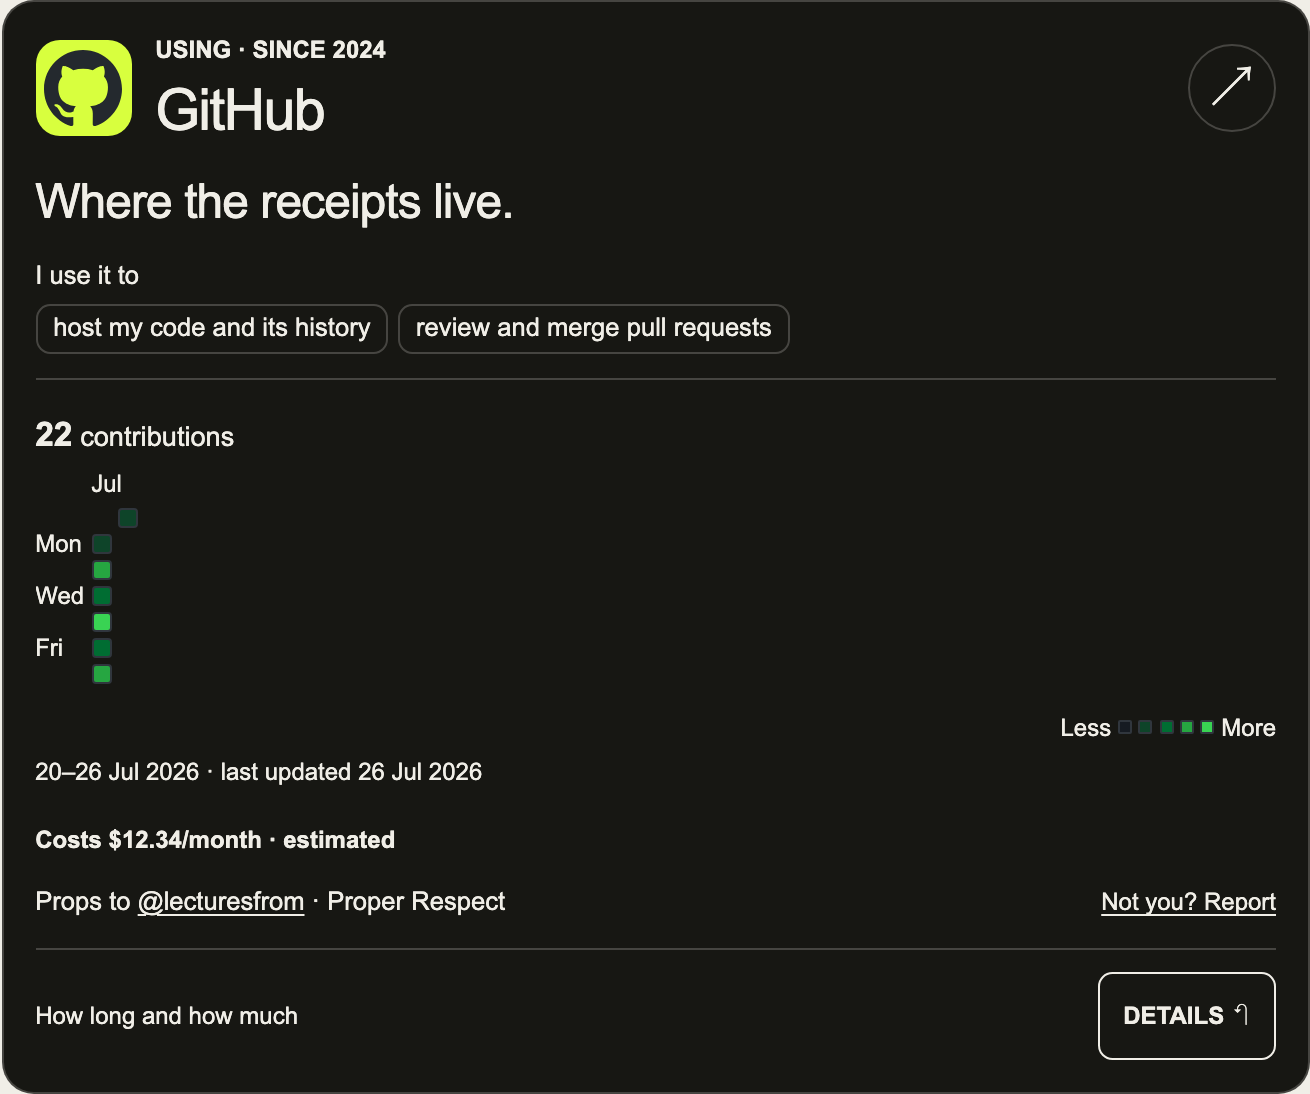 USING · SINCE 2024
GitHub
Where the receipts live.
I use it to
host my code and its history
review and merge pull requests
22 contributions
Jul
Mon
Wed
Fri
Less
More
20–26 Jul 2026 · last updated 26 Jul 2026
Costs $12.34/month · estimated
Props to @lecturesfrom · Proper Respect
Not you? Report
How long and how much
DETAILS